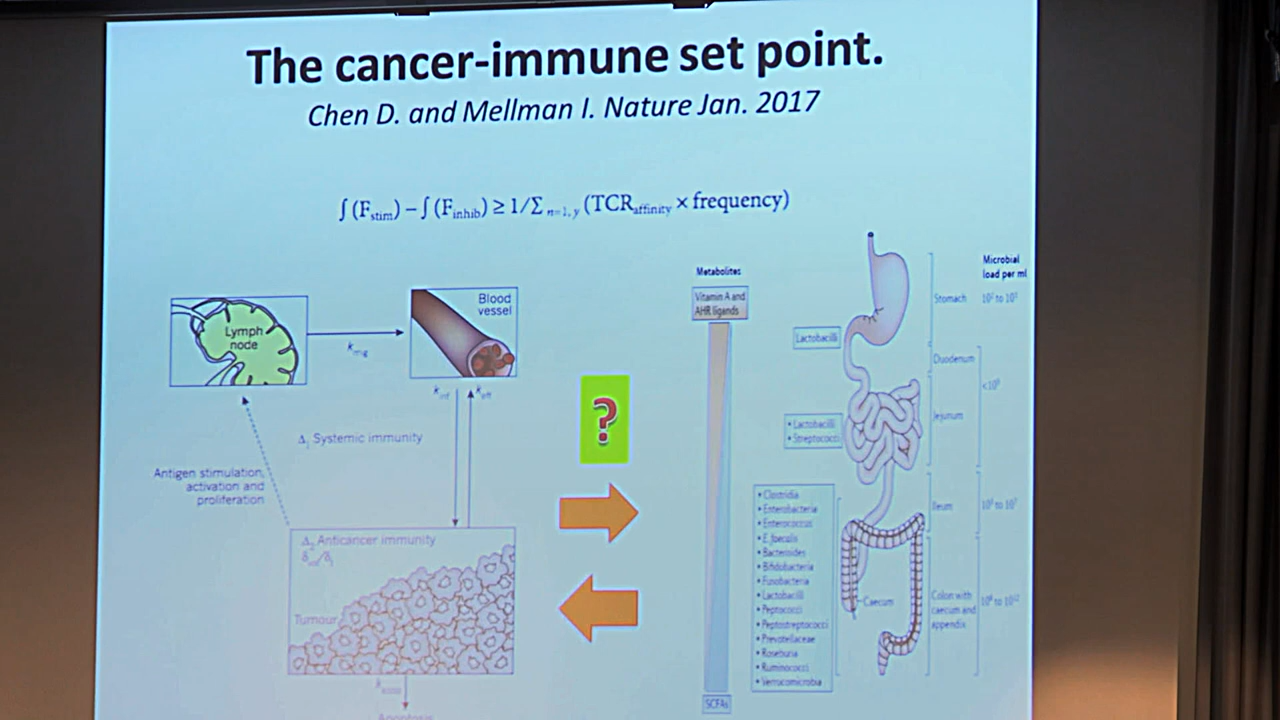 The cancer-immune set point.
Chen D. and Mellman I. Nature Jan. 2017
∫(Fstim) – ∫(Finhib) ≥ 1/Σ n=1, y (TCRaffinity × frequency)
Lymph
node
Blood
vessel
Δ1 Systemic immunity
Antigen stimulation,
activation and
proliferation
Δ2 Anticancer immunity
Tumour
Apoptosis
?
Metabolites
Vitamin A and
AHR ligands
SCFAs
Lactobacilli
• Lactobacilli
• Streptococci
• Clostridia
• Enterobacteria
• Enterococcus
• E. faecalis
• Bacteroides
• Bifidobacteria
• Fusobacteria
• Lactobacilli
• Peptococci
• Peptostreptococci
• Prevotellaceae
• Roseburia
• Ruminococci
• Verrucomicrobia
Caecum
Microbial
load per ml
Stomach
Duodenum
Jejunum
Ileum
Colon with
caecum and
appendix